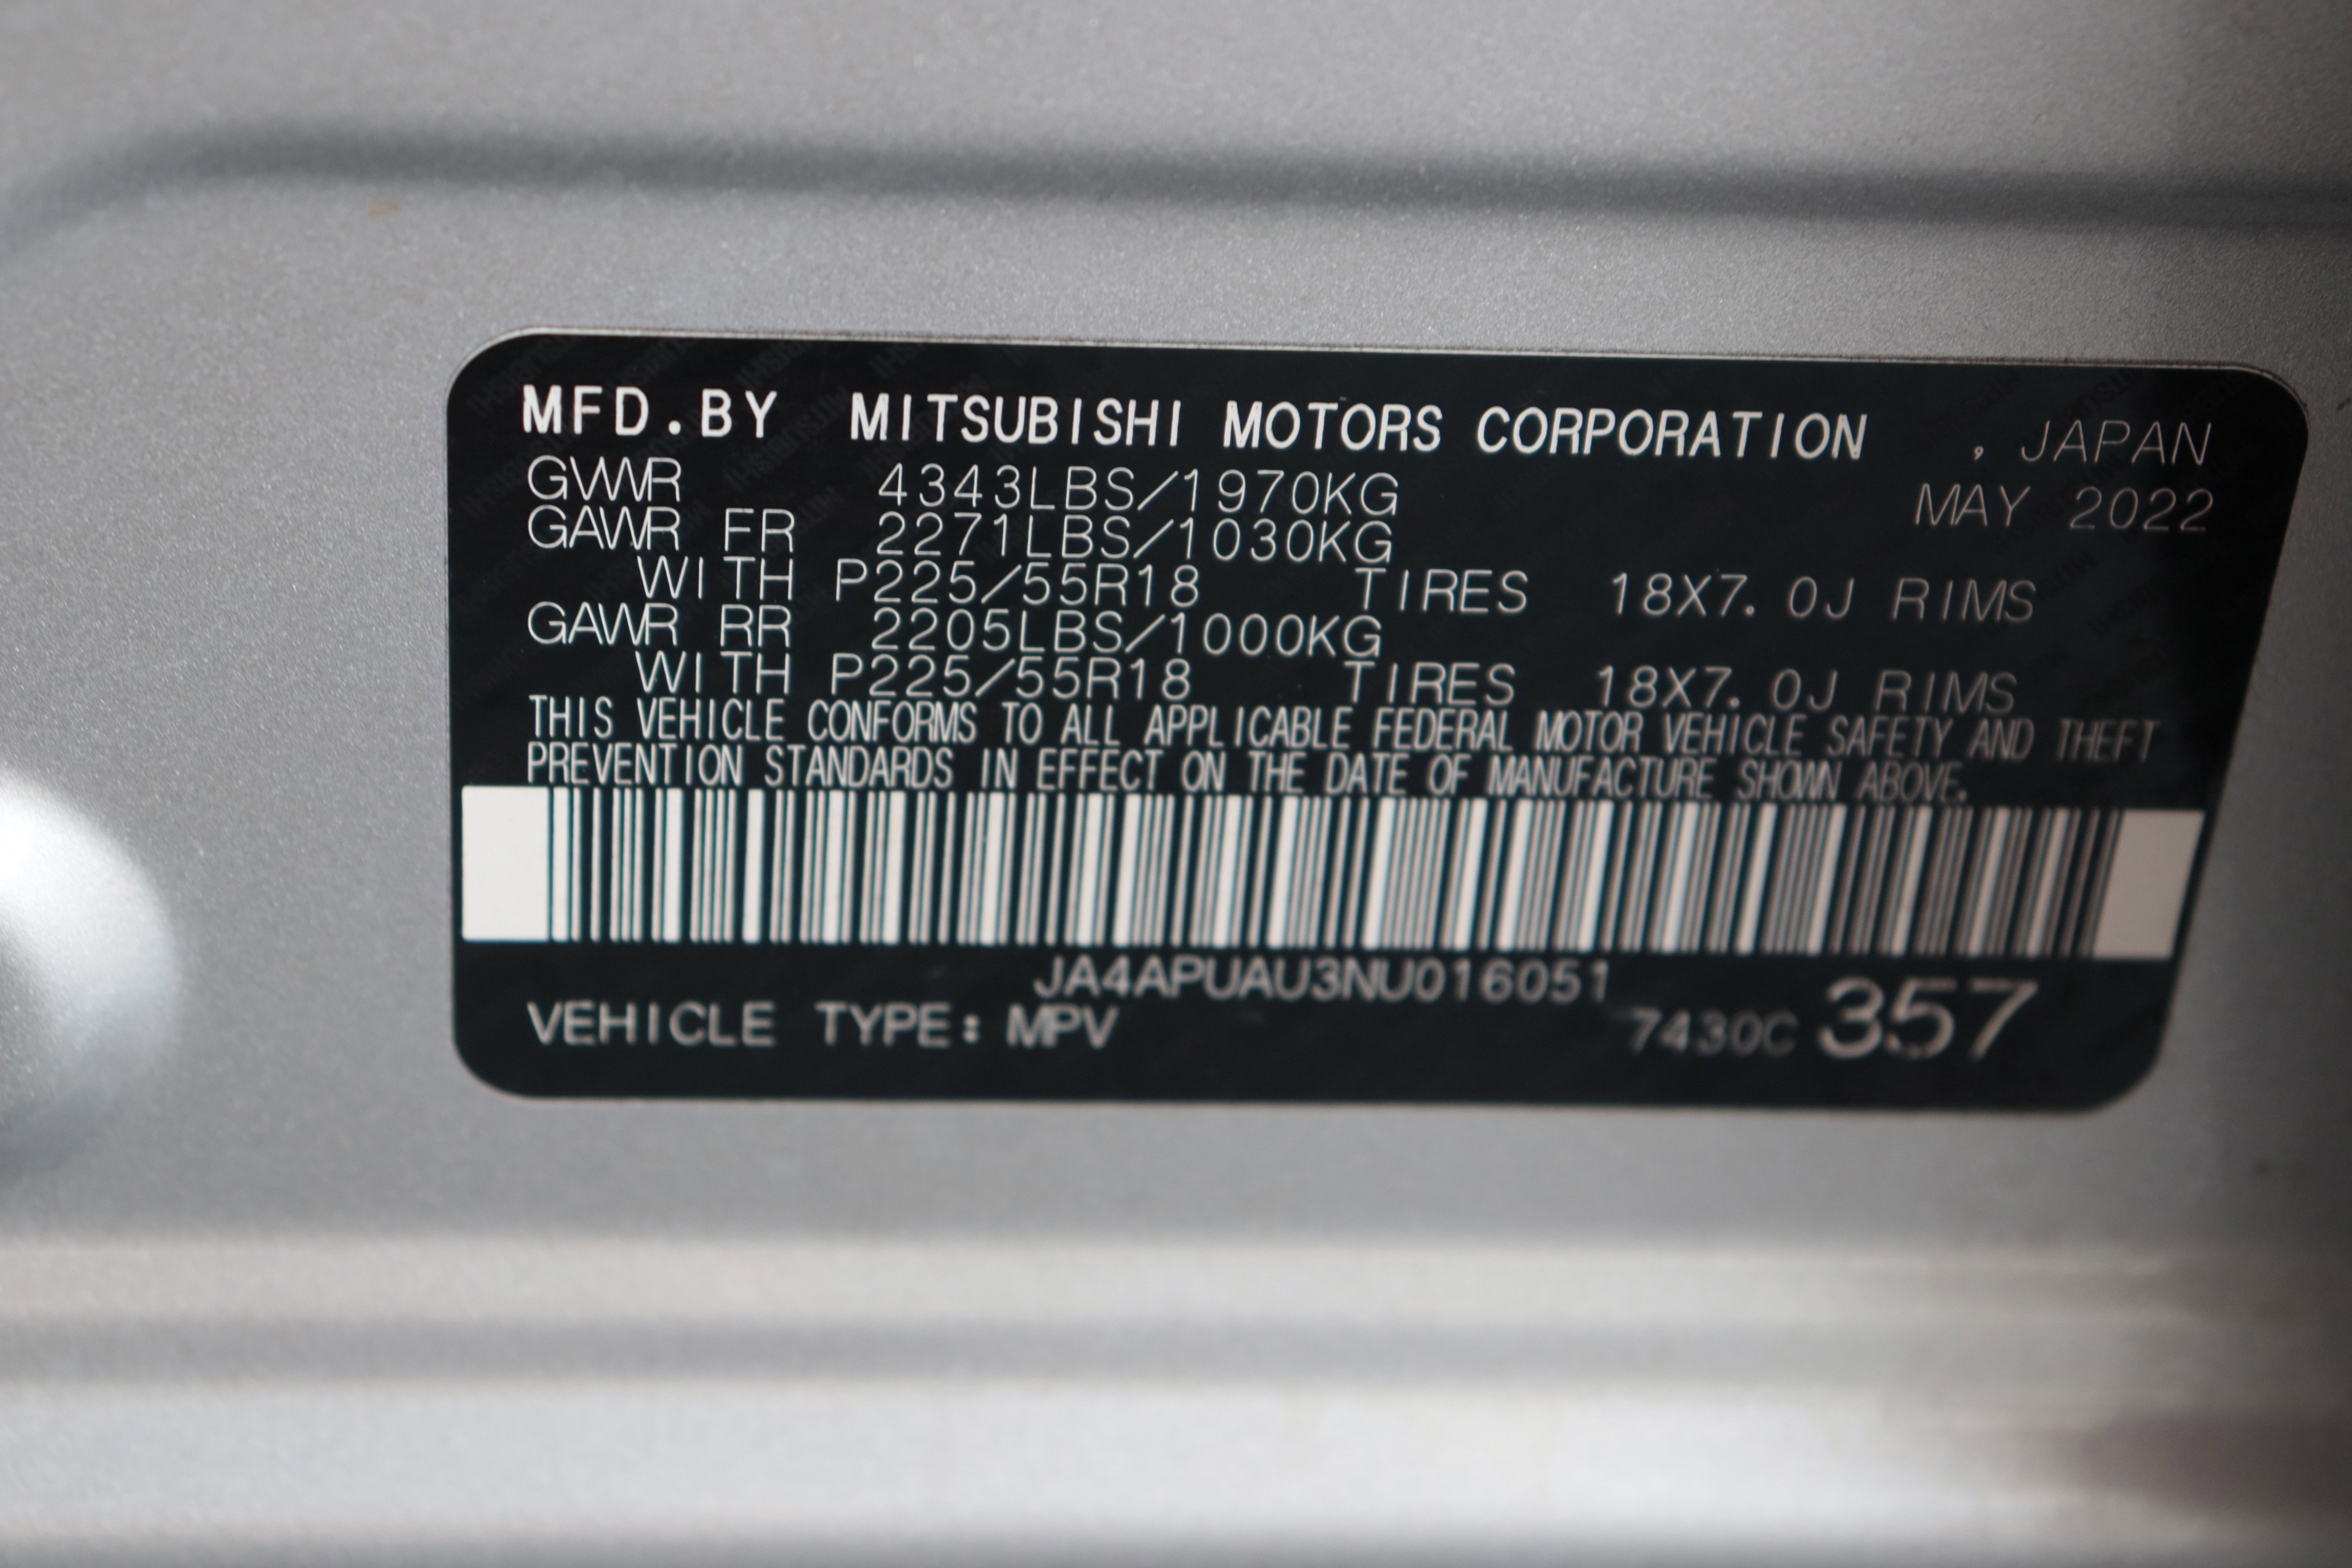 MFD.BY MITSUBISHI MOTORS CORPORATION , JAPAN
GVWR 4343LBS/1970KG MAY 2022
GAWR FR 2271LBS/1030KG
WITH P225/55R18 TIRES 18X7.0J RIMS
GAWR RR 2205LBS/1000KG
WITH P225/55R18 TIRES 18X7.0J RIMS
THIS VEHICLE CONFORMS TO ALL APPLICABLE FEDERAL MOTOR VEHICLE SAFETY AND THEFT
PREVENTION STANDARDS IN EFFECT ON THE DATE OF MANUFACTURE SHOWN ABOVE.
JA4APUAU3NU016051
VEHICLE TYPE: MPV 7430C 357